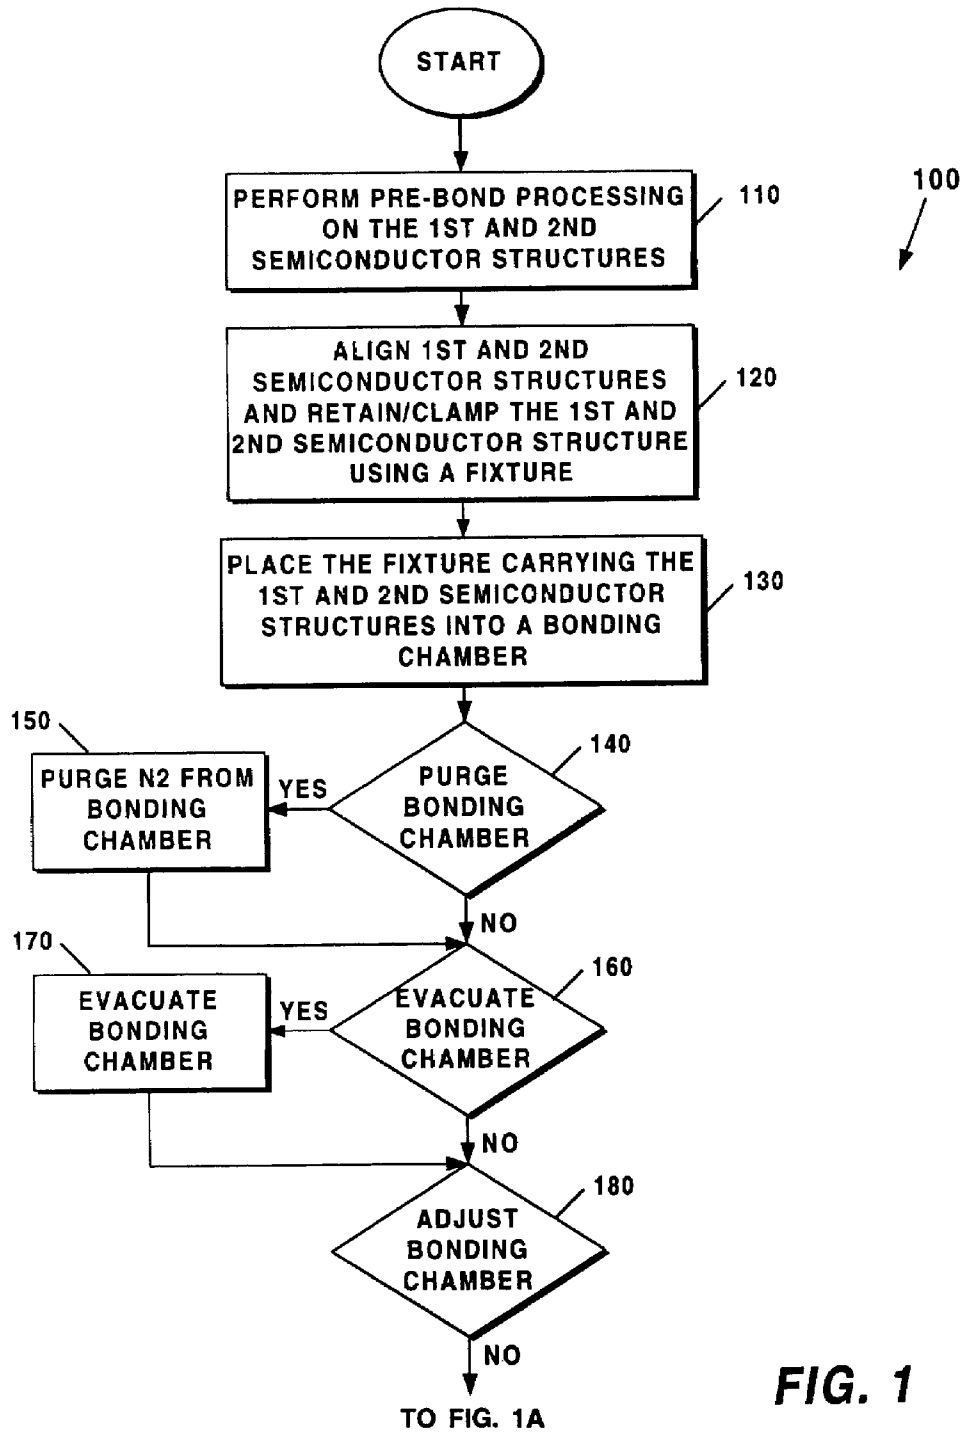 START
100
PERFORM PRE-BOND PROCESSING
ON THE 1ST AND 2ND
SEMICONDUCTOR STRUCTURES
110
ALIGN 1ST AND 2ND
SEMICONDUCTOR STRUCTURES
AND RETAIN/CLAMP THE 1ST AND
2ND SEMICONDUCTOR STRUCTURE
USING A FIXTURE
120
PLACE THE FIXTURE CARRYING THE
1ST AND 2ND SEMICONDUCTOR
STRUCTURES INTO A BONDING
CHAMBER
130
140
PURGE
BONDING
CHAMBER
YES
150
PURGE N2 FROM
BONDING
CHAMBER
NO
160
EVACUATE
BONDING
CHAMBER
YES
170
EVACUATE
BONDING
CHAMBER
NO
180
ADJUST
BONDING
CHAMBER
NO
TO FIG. 1A
FIG. 1